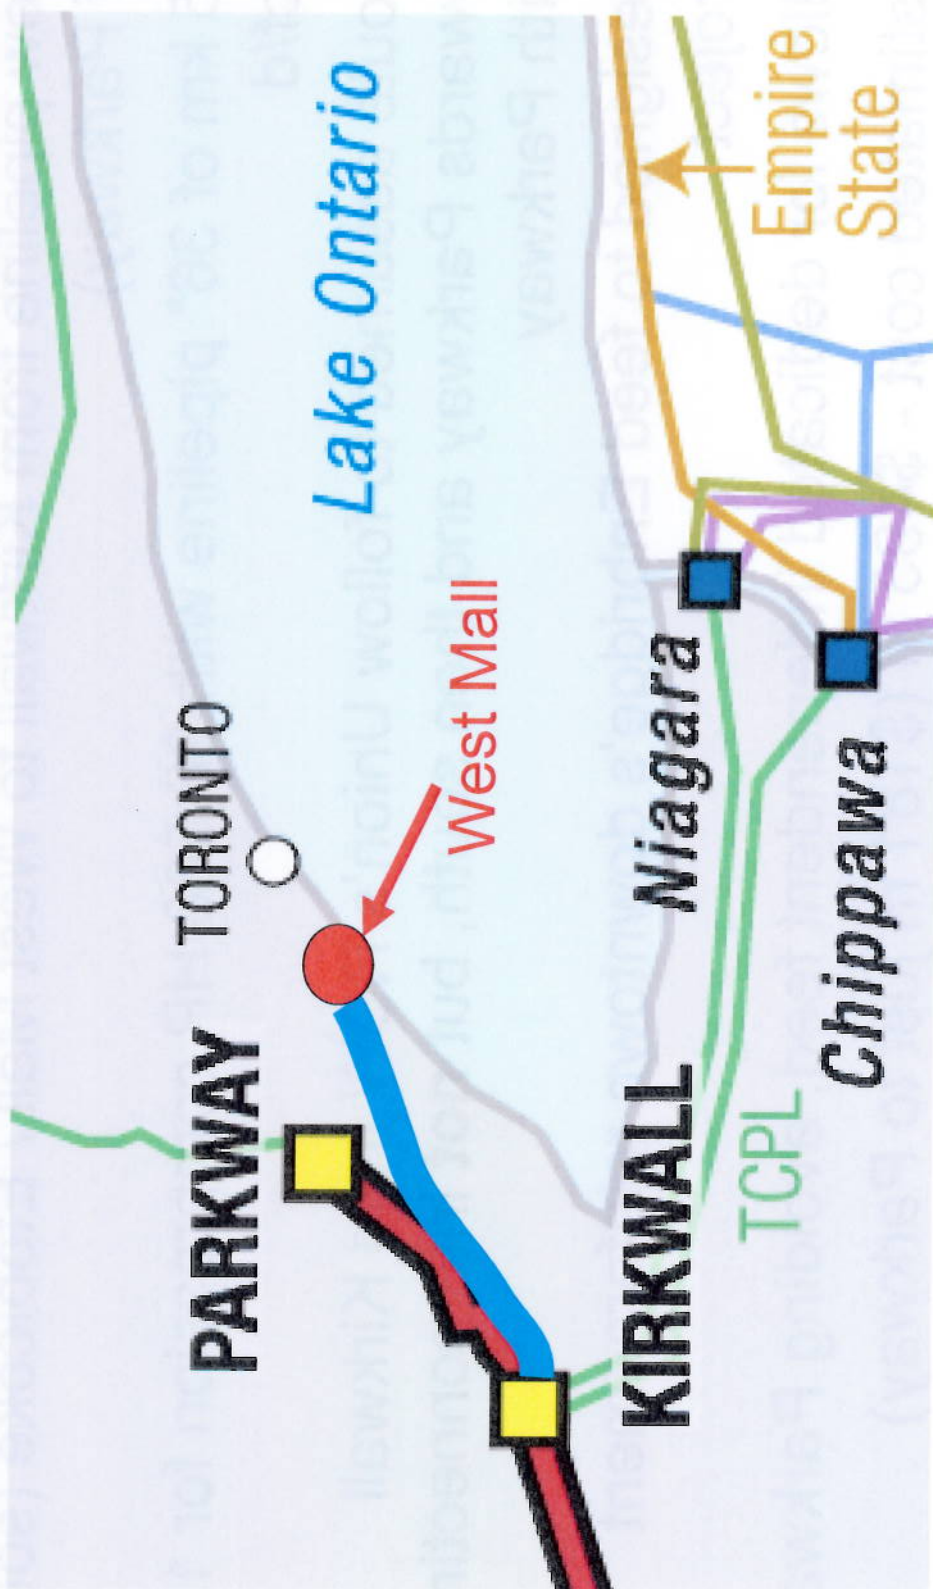 TORONTO
PARKWAY
Lake Ontario
West Mall
KIRKWALL
Niagara
TCPL
Chippawa
Empire
State